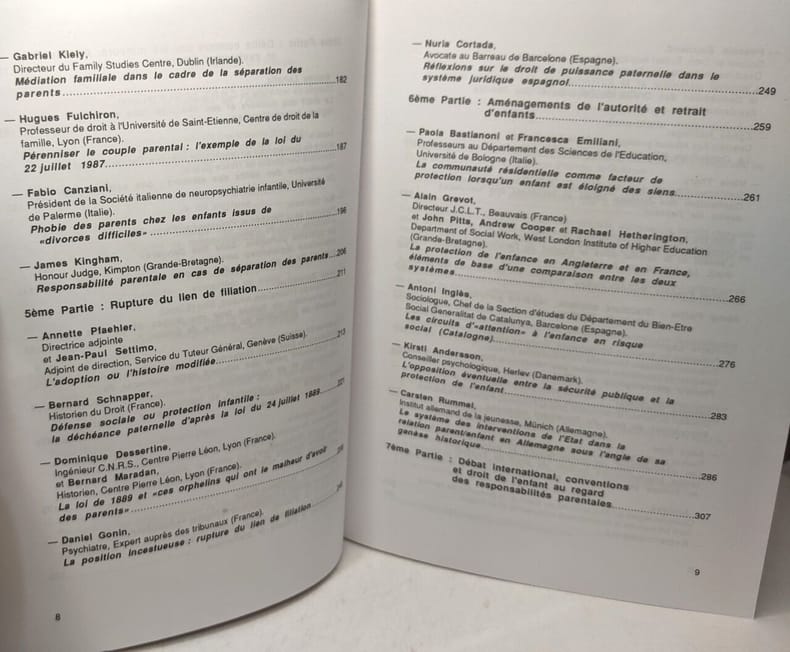 — Gabriel Kiely,
Directeur du Family Studies Centre, Dublin (Irlande).
Médiation familiale dans le cadre de la séparation des
parents...182
— Hugues Fulchiron,
Professeur de droit à l'Université de Saint-Etienne, Centre de droit de la
famille, Lyon (France).
Pérenniser le couple parental : l'exemple de la loi du
22 juillet 1987...187
— Fabio Canziani,
Président de la Société italienne de neuropsychiatrie infantile, Université
de Palerme (Italie).
Phobie des parents chez les enfants issus de
«divorces difficiles»...196
— James Kingham,
Honour Judge, Kimpton (Grande-Bretagne).
Responsabilité parentale en cas de séparation des parents...206
5ème Partie : Rupture du lien de filiation...211
— Annette Pfaehler,
Directrice adjointe
et Jean-Paul Settimo,
Adjoint de direction, Service du Tuteur Général, Genève (Suisse).
L'adoption ou l'histoire modifiée...213
— Bernard Schnapper,
Historien du Droit (France).
Défense sociale ou protection infantile :
la déchéance paternelle d'après la loi du 24 juillet 1889...221
— Dominique Dessertine,
Ingénieur C.N.R.S., Centre Pierre Léon, Lyon (France).
et Bernard Maradan,
Historien, Centre Pierre Léon, Lyon (France).
La loi de 1889 et «ces orphelins qui ont le malheur d'avoir
des parents»...
— Daniel Gonin,
Psychiatre, Expert auprès des tribunaux (France).
La position incestueuse : rupture du lien de filiation
8
— Nuria Cortada,
Avocate au Barreau de Barcelone (Espagne).
Réflexions sur le droit de puissance paternelle dans le
système juridique espagnol...249
6ème Partie : Aménagements de l'autorité et retrait
d'enfants...259
— Paola Bastianoni et Francesca Emiliani,
Professeurs au Département des Sciences de l'Education,
Université de Bologne (Italie).
La communauté résidentielle comme facteur de
protection lorsqu'un enfant est éloigné des siens...261
— Alain Grevot,
Directeur J.C.L.T., Beauvais (France)
et John Pitts, Andrew Cooper et Rachael Hetherington,
Department of Social Work, West London Institute of Higher Education
(Grande-Bretagne).
La protection de l'enfance en Angleterre et en France,
éléments de base d'une comparaison entre les deux
systèmes...266
— Antoni Inglès,
Sociologue, Chef de la Section d'études du Département du Bien-Etre
Social Generalitat de Catalunya, Barcelone (Espagne).
Les circuits d'«attention» à l'enfance en risque
social (Catalogne)...276
— Kirsti Andersson,
Conseiller psychologique, Herlev (Danemark).
L'opposition éventuelle entre la sécurité publique et la
protection de l'enfant...283
— Carsten Rummel,
Institut allemand de la jeunesse, Münich (Allemagne).
Le système des interventions de l'Etat dans la
relation parent/enfant en Allemagne sous l'angle de sa
genèse historique...286
7ème Partie : Débat international, conventions
et droit de l'enfant au regard
des responsabilités parentales...307
9